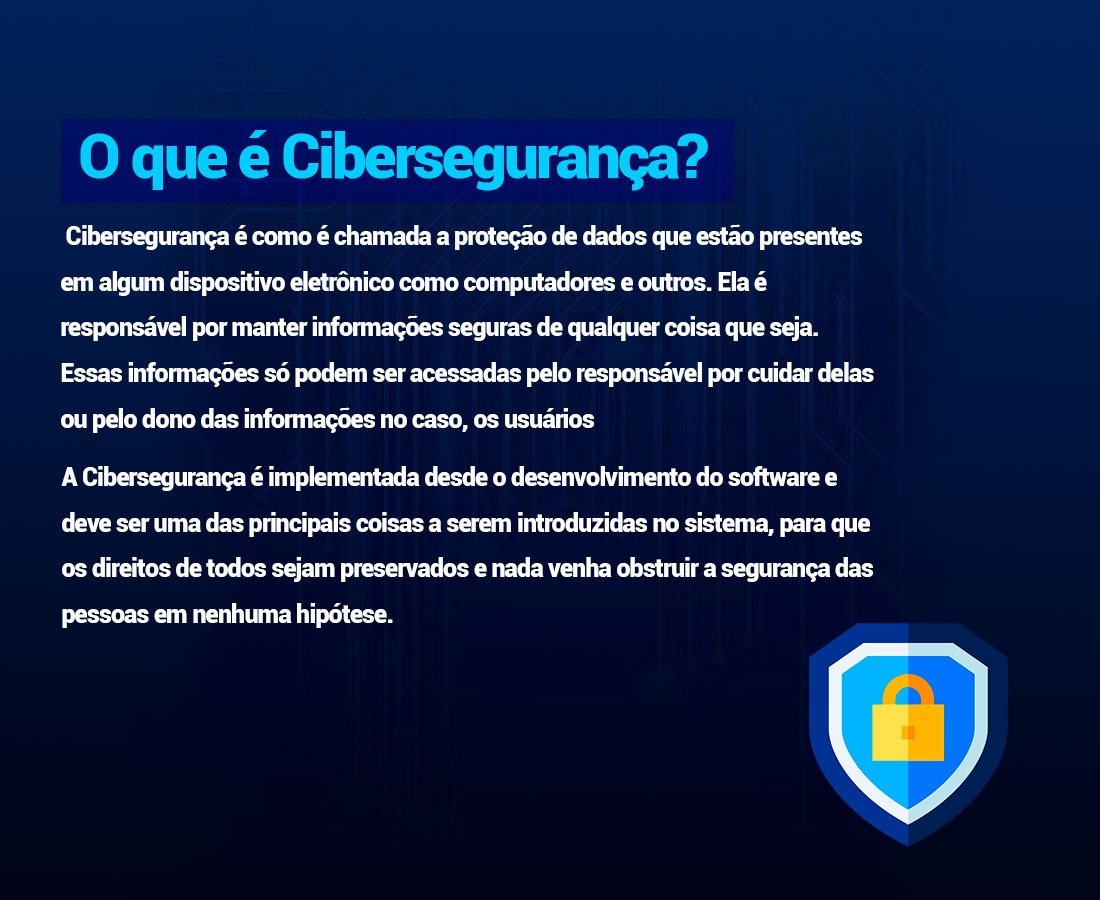 O que é Cibersegurança?
Cibersegurança é como é chamada a proteção de dados que estão presentes
em algum dispositivo eletrônico como computadores e outros. Ela é
responsável por manter informações seguras de qualquer coisa que seja.
Essas informações só podem ser acessadas pelo responsável por cuidar delas
ou pelo dono das informações no caso, os usuários
A Cibersegurança é implementada desde o desenvolvimento do software e
deve ser uma das principais coisas a serem introduzidas no sistema, para que
os direitos de todos sejam preservados e nada venha obstruir a segurança das
pessoas em nenhuma hipótese.